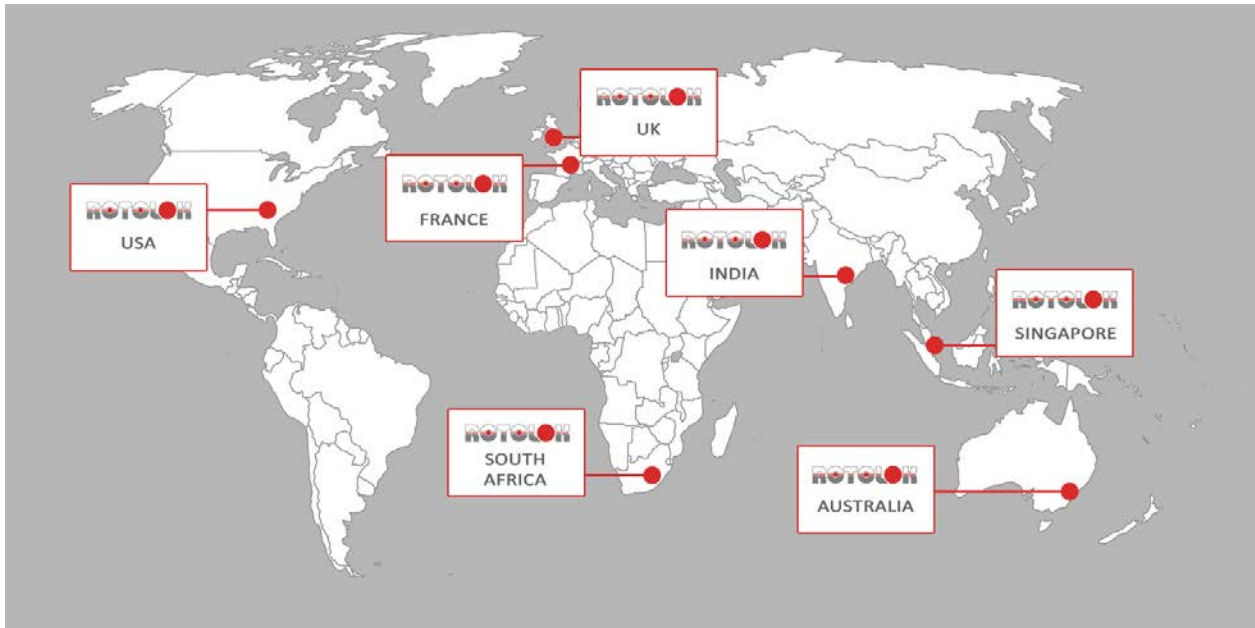 ROTOLOK
UK
ROTOLOK
FRANCE
ROTOLOK
USA
ROTOLOK
INDIA
ROTOLOK
SINGAPORE
ROTOLOK
SOUTH
AFRICA
ROTOLOK
AUSTRALIA